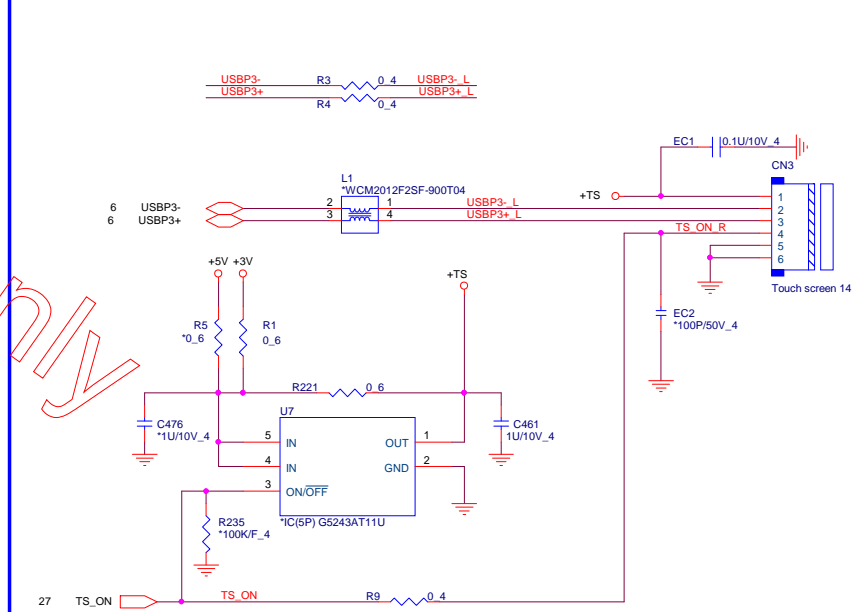 USBP3- R3 0_4 USBP3-_L
USBP3+ R4 0_4 USBP3+_L
EC1 0.1U/10V_4
CN3
L1
*WCM2012F2SF-900T04
+TS
1
2
3
4
5
6
6 USBP3- 2 1 USBP3-_L
6 USBP3+ 3 4 USBP3+_L
TS_ON_R
Touch screen 14
+5V +3V
+TS
EC2
*100P/50V_4
R5
*0_6
R1
0_6
nly
R221 0_6
U7
C476
*1U/10V_4
C461
1U/10V_4
5 IN OUT 1
4 IN GND 2
3 ON/OFF
*IC(5P) G5243AT11U
R235
*100K/F_4
27 TS_ON TS_ON R9 0_4